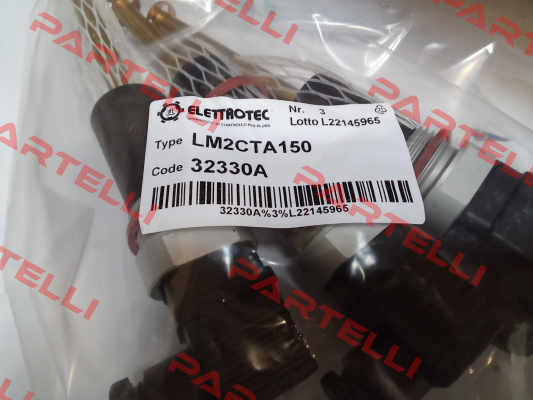 ELETTROTEC
Nr. 3
Lotto L22145965
Type LM2CTA150
Code 32330A
32330A%3%L22145965
PARTELLI
PARTELLI
PARTELLI
PARTELLI
PARTELLI